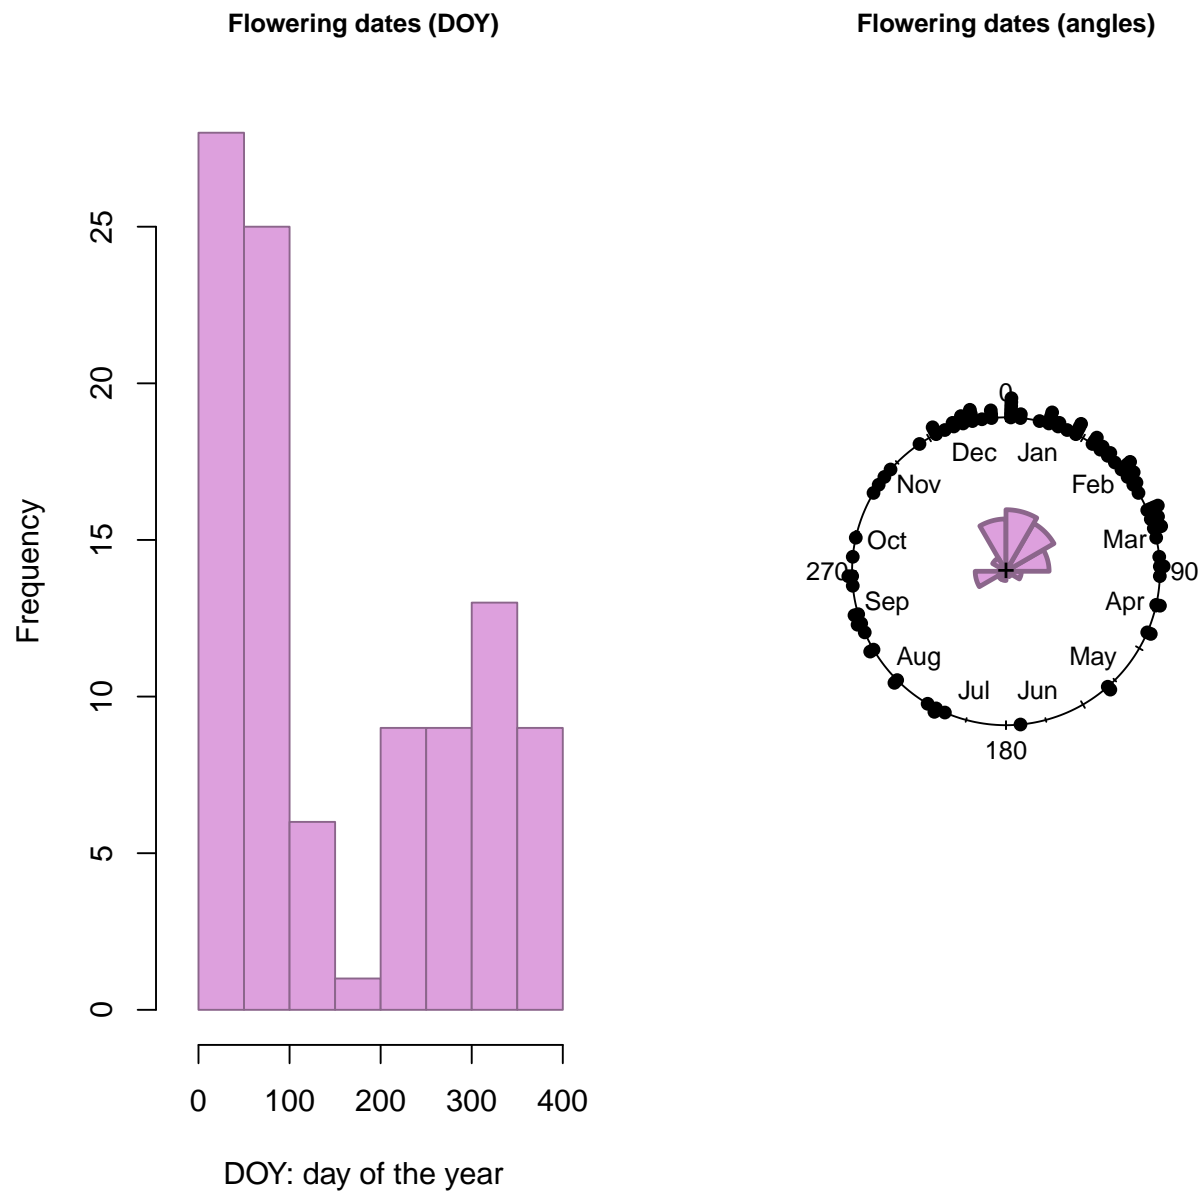 Flowering dates (DOY)
Frequency
25
20
15
10
5
0
0 100 200 300 400
DOY: day of the year
Flowering dates (angles)
0
Dec Jan
Nov Feb
Oct Mar
270 90
Sep Apr
Aug May
Jul Jun
180